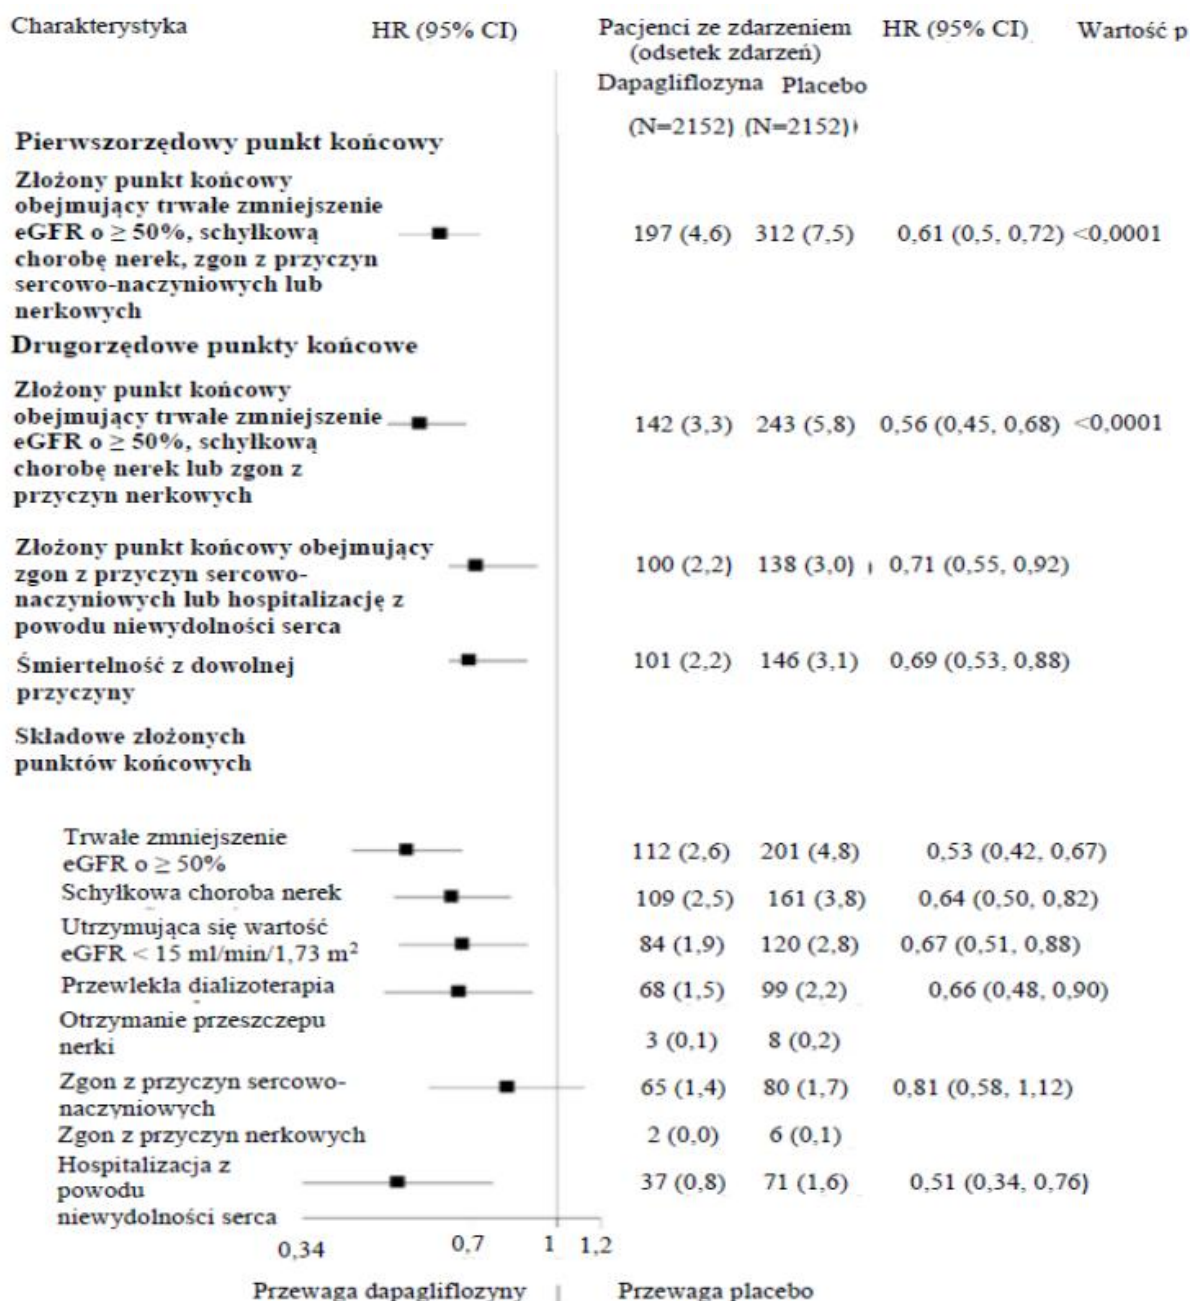 Charakterystyka HR (95% CI) Pacjenci ze zdarzeniem HR (95% CI) Wartość p
(odsetek zdarzeń)
Dapagliflozyna Placebo
(N=2152) (N=2152)
Pierwszorzędowy punkt końcowy
Złożony punkt końcowy
obejmujący trwałe zmniejszenie
eGFR o ≥ 50%, schyłkową 197 (4,6) 312 (7,5) 0,61 (0,5, 0,72) <0,0001
chorobę nerek, zgon z przyczyn
sercowo-naczyniowych lub
nerkowych
Drugorzędowe punkty końcowe
Złożony punkt końcowy
obejmujący trwałe zmniejszenie 142 (3,3) 243 (5,8) 0,56 (0,45, 0,68) <0,0001
eGFR o ≥ 50%, schyłkową
chorobę nerek lub zgon z
przyczyn nerkowych
Złożony punkt końcowy obejmujący
zgon z przyczyn sercowo- 100 (2,2) 138 (3,0) 0,71 (0,55, 0,92)
naczyniowych lub hospitalizację z
powodu niewydolności serca
Śmiertelność z dowolnej 101 (2,2) 146 (3,1) 0,69 (0,53, 0,88)
przyczyny
Składowe złożonych
punktów końcowych
Trwałe zmniejszenie
eGFR o ≥ 50% 112 (2,6) 201 (4,8) 0,53 (0,42, 0,67)
Schyłkowa choroba nerek 109 (2,5) 161 (3,8) 0,64 (0,50, 0,82)
Utrzymująca się wartość
eGFR < 15 ml/min/1,73 m² 84 (1,9) 120 (2,8) 0,67 (0,51, 0,88)
Przewlekła dializoterapia 68 (1,5) 99 (2,2) 0,66 (0,48, 0,90)
Otrzymanie przeszczepu
nerki 3 (0,1) 8 (0,2)
Zgon z przyczyn sercowo- 65 (1,4) 80 (1,7) 0,81 (0,58, 1,12)
naczyniowych
Zgon z przyczyn nerkowych 2 (0,0) 6 (0,1)
Hospitalizacja z
powodu 37 (0,8) 71 (1,6) 0,51 (0,34, 0,76)
niewydolności serca
0,34 0,7 1 1,2
Przewaga dapagliflozyny Przewaga placebo